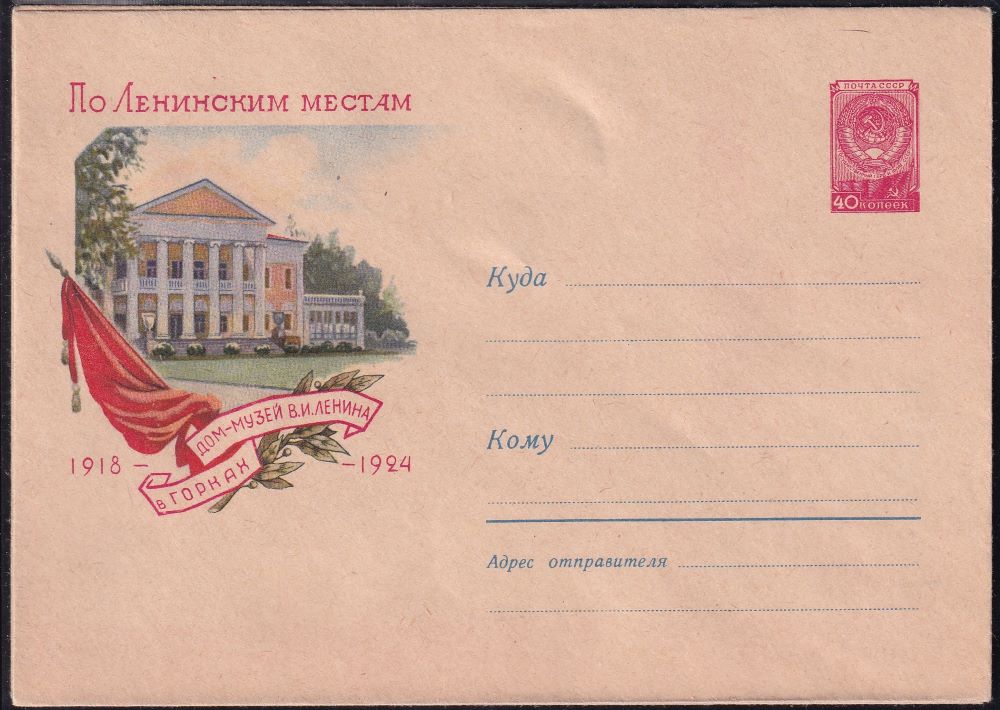 По Ленинским местам
ПОЧТА СССР
40 КОПЕЕК
Куда
ДОМ-МУЗЕЙ В.И.ЛЕНИНА
В ГОРКАХ
1918 – – 1924
Кому
Адрес отправителя